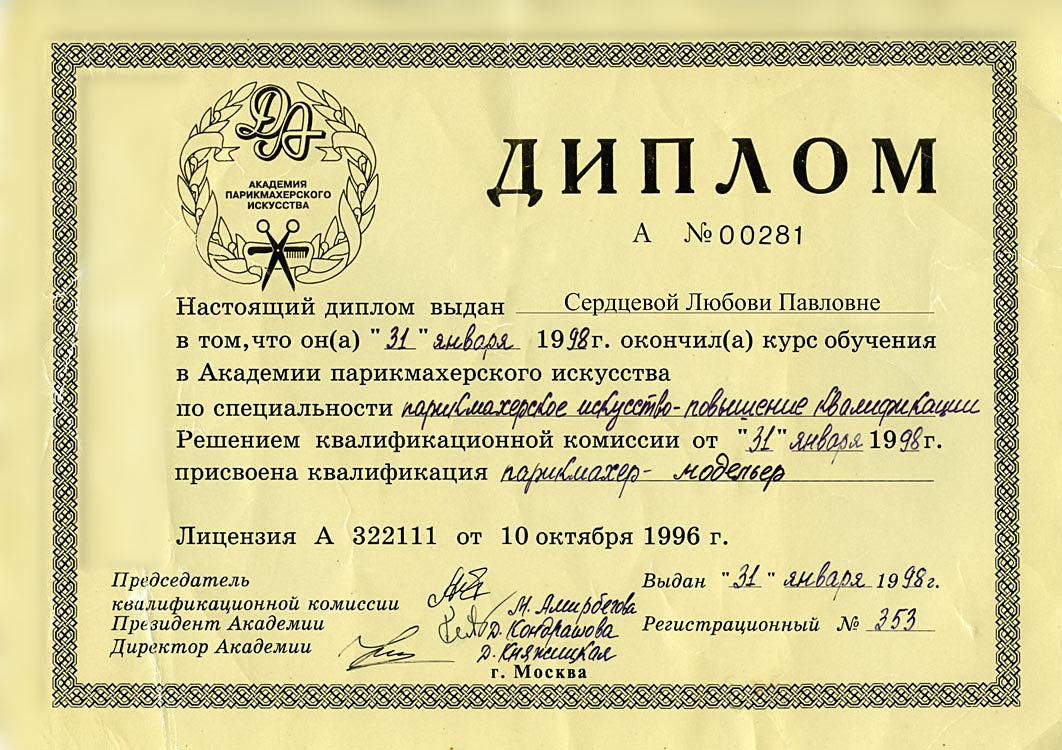 ДА
АКАДЕМИЯ
ПАРИКМАХЕРСКОГО
ИСКУССТВА
ДИПЛОМ
А №00281
Настоящий диплом выдан Сердцевой Любови Павловне
в том, что он(а) "31" января 1998г. окончил(а) курс обучения
в Академии парикмахерского искусства
по специальности парикмахерское искусство-повышение квалификации
Решением квалификационной комиссии от "31" января 1998г.
присвоена квалификация парикмахер-модельер
Лицензия А 322111 от 10 октября 1996 г.
Председатель
квалификационной комиссии М. Амирбегова
Президент Академии Д. Кондрашова
Директор Академии Д. Княжицкая
Выдан "31" января 1998г.
Регистрационный № 353
г. Москва